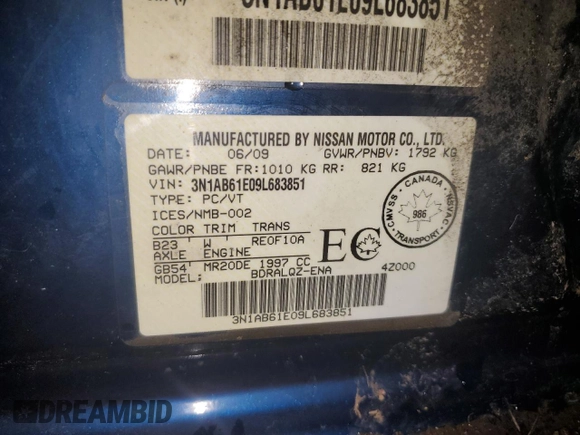 3N1AB61E09L683851
MANUFACTURED BY NISSAN MOTOR CO., LTD.
DATE: 06/09 GVWR/PNBV: 1792 KG
GAWR/PNBE FR:1010 KG RR: 821 KG
VIN: 3N1AB61E09L683851
TYPE: PC/VT
ICES/NMB-002
COLOR TRIM TRANS
B23 W RE0F10A
AXLE ENGINE
GB54 MR20DE 1997 CC
MODEL: BDRALQZ-ENA 4Z000
EC
CMVSS · CANADA · NSVAC
986
TRANSPORT
3N1AB61E09L683851
DREAMBID